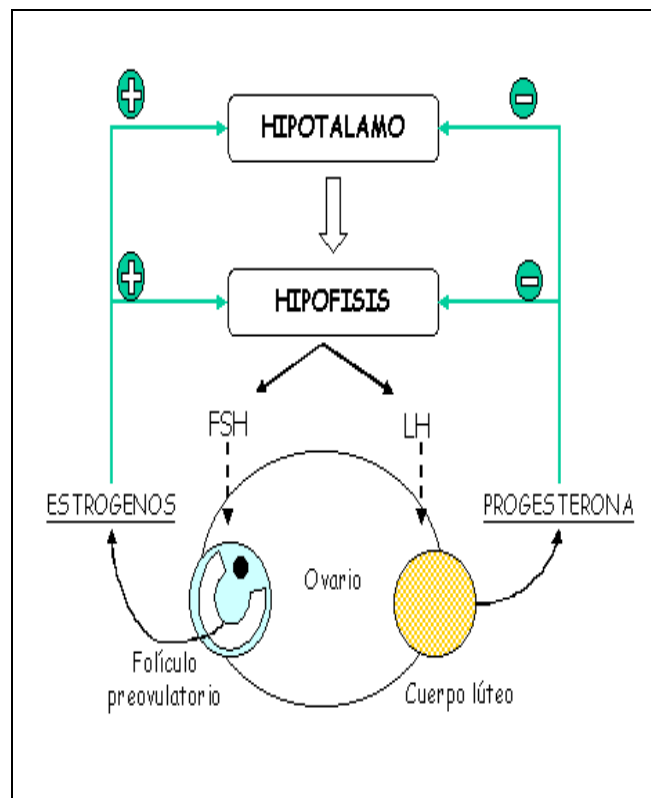 HIPOTALAMO
HIPOFISIS
FSH
LH
ESTROGENOS
PROGESTERONA
Ovario
Folículo
preovulatorio
Cuerpo lúteo